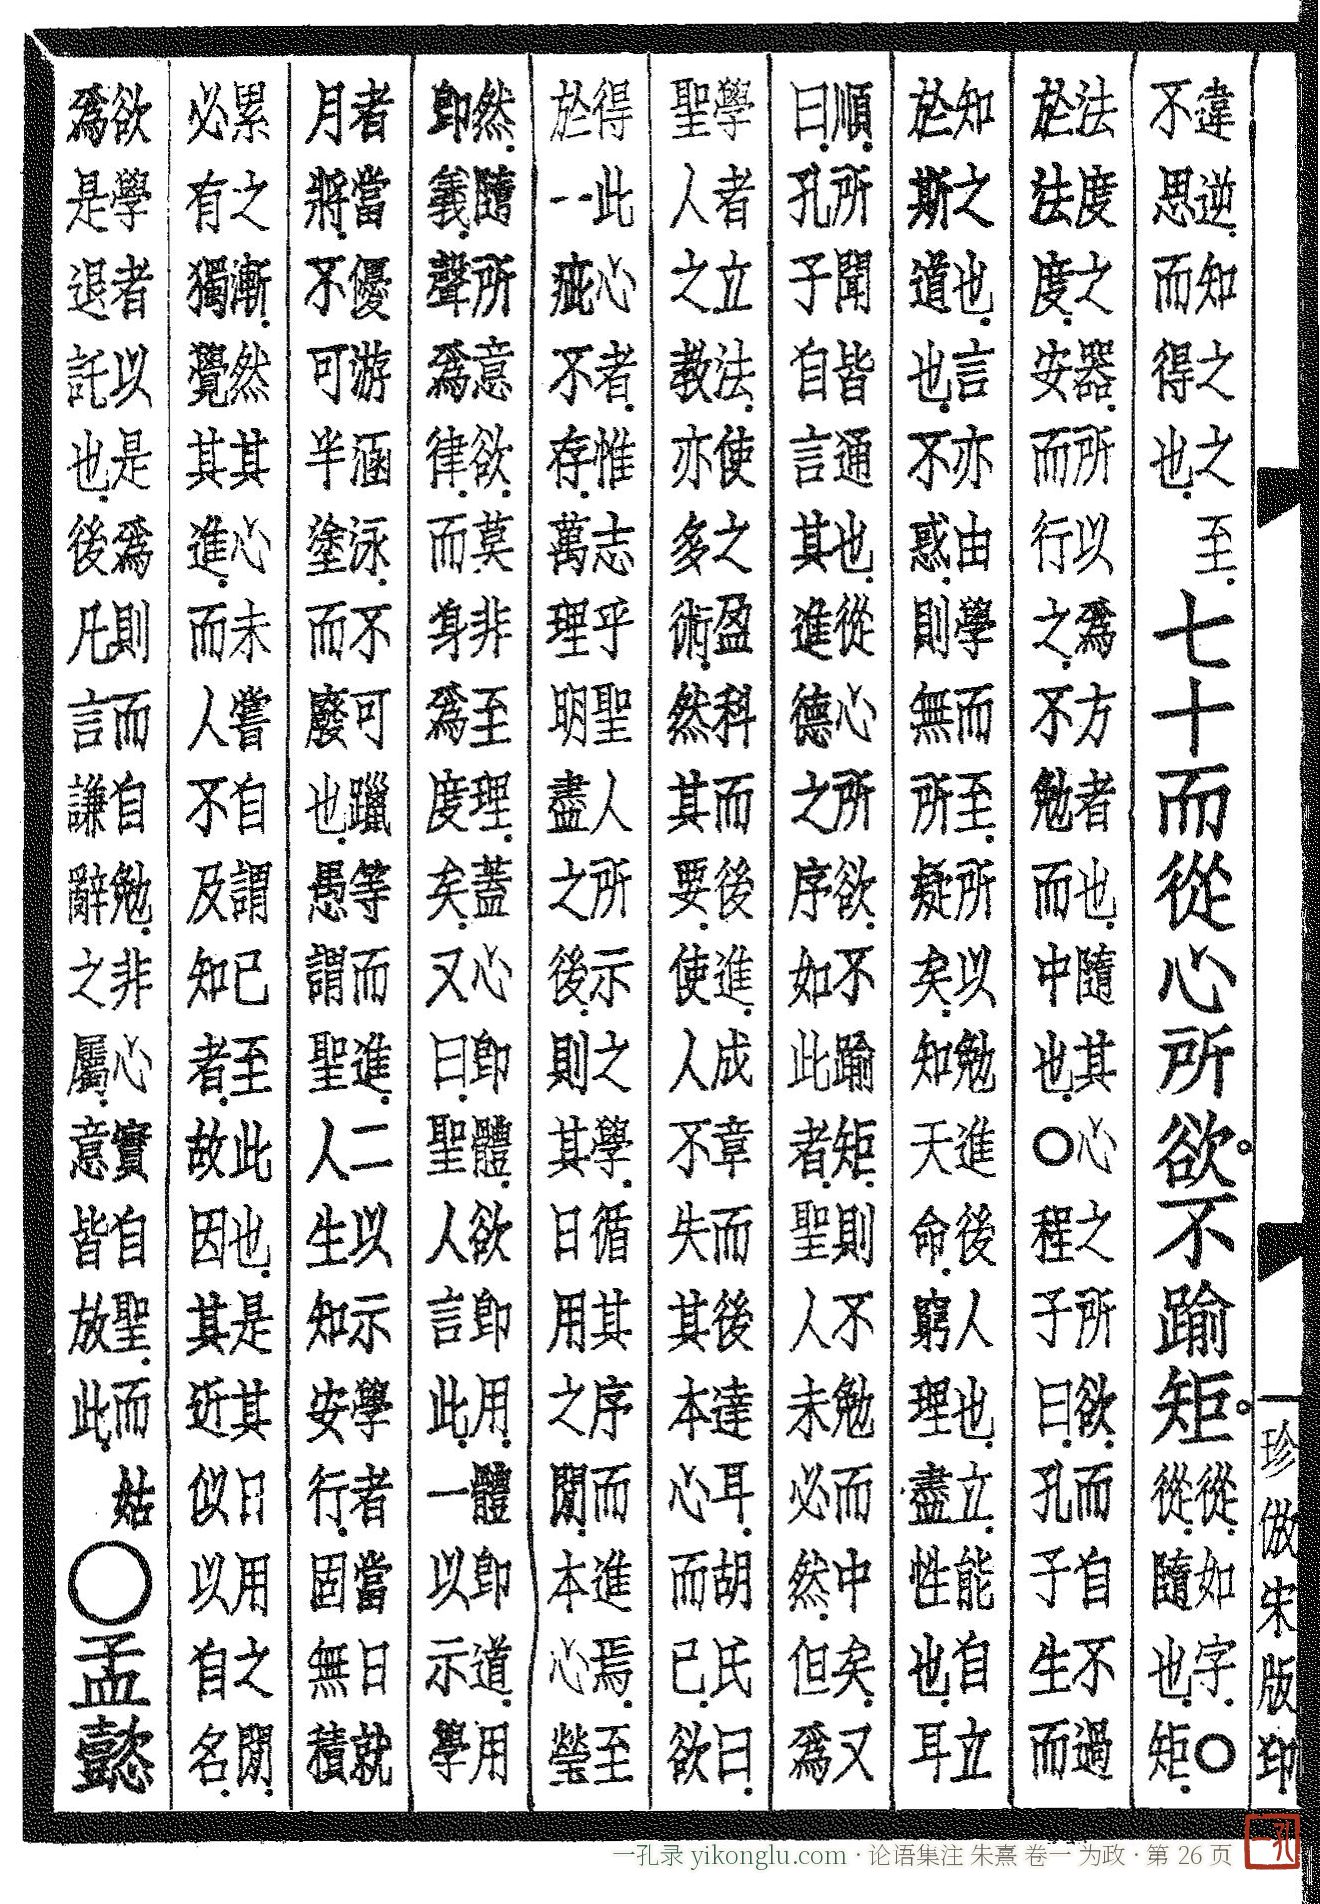 珍倣宋版印
違逆.知之之至.不思而得也.七十而從心所欲。不踰矩。從.如字.○從.隨也.矩.
法度之器.所以爲方者也.隨其心之所欲.而自不過於法度.安而行之.不勉而中也.○程子曰.孔子生而
知之也.言亦由學而至.所以勉進後人也.立.能自立於斯道也.不惑.則無所疑矣.知天命.窮理盡性也.耳
順.所聞皆通也.從心所欲.不踰矩.則不勉而中矣.又曰.孔子自言其進德之序如此者.聖人未必然.但爲
學者立法.使之盈科而後進.成章而後達耳.胡氏曰.聖人之教亦多術.然其要.使人不失其本心而已.欲
得此心者.惟志乎聖人所示之學.循其序而進焉.至於一疵不存.萬理明盡之後.則其日用之閒.本心瑩
然.隨所意欲.莫非至理.蓋心卽體.欲卽用.體卽道.用卽義.聲爲律.而身爲度矣.又曰.聖人言此.一以示學
者當優游涵泳.不可躐等而進.二以示學者當日就月將.不可半塗而廢也.愚謂聖人生知安行.固無積
累之漸.然其心未嘗自謂已至此也.是其日用之閒.必有獨覺其進.而人不及知者.故因其近似以自名.
欲學者以是爲則而自勉.非心實自聖.而姑爲是退託也.後凡言謙辭之屬意皆放此.○孟懿
一孔录 yikonglu.com · 论语集注 朱熹 卷一 为政 · 第 26 页
一孔